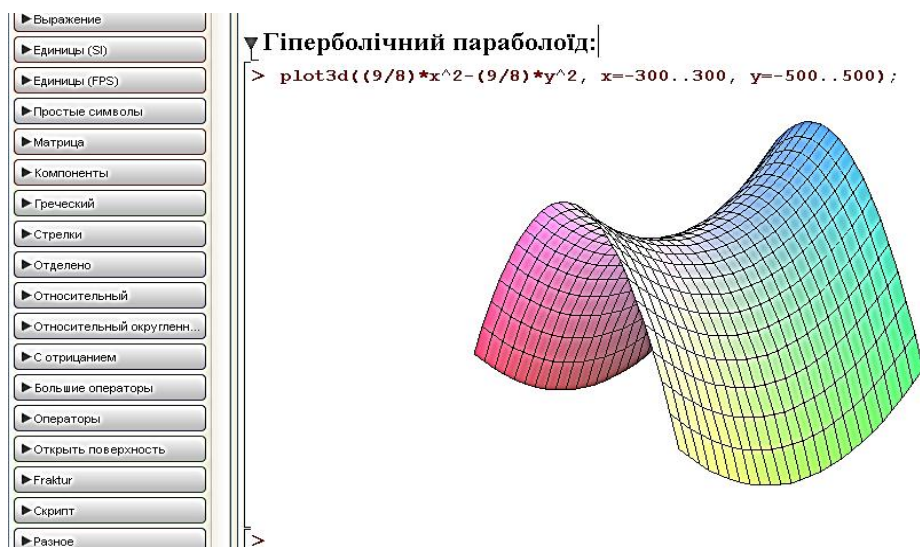 Выражение
Единицы (SI)
Единицы (FPS)
Простые символы
Матрица
Компоненты
Греческий
Стрелки
Отделено
Относительный
Относительный округленн...
С отрицанием
Большие операторы
Операторы
Открыть поверхность
Fraktur
Скрипт
Разное
Гіперболічний параболоїд:
> plot3d((9/8)*x^2-(9/8)*y^2, x=-300..300, y=-500..500);
>